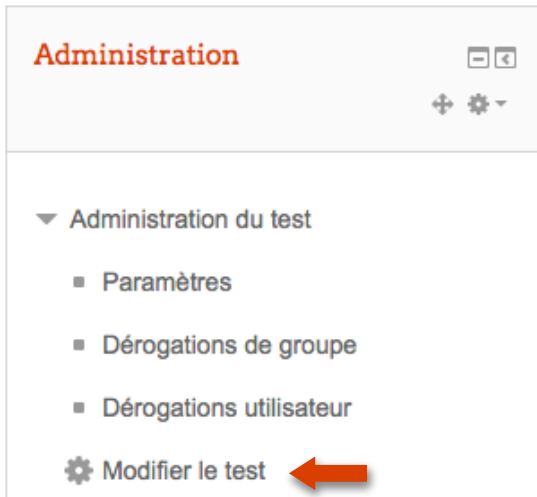 Administration
Administration du test
Paramètres
Dérogations de groupe
Dérogations utilisateur
Modifier le test